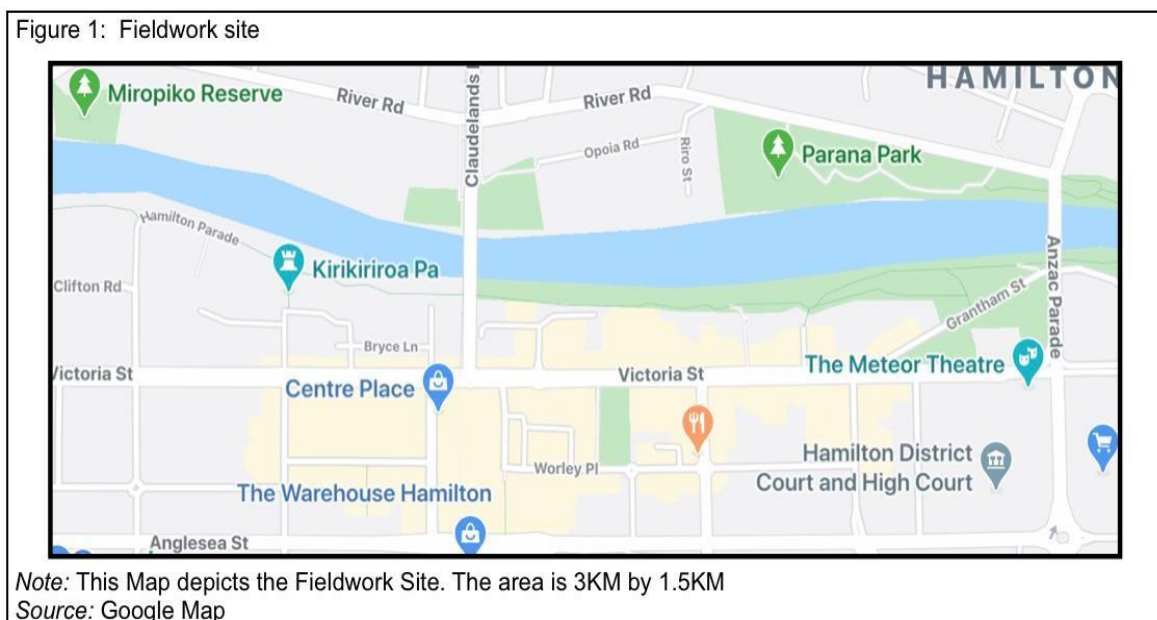 Figure 1: Fieldwork site
HAMILTON
Miropiko Reserve
River Rd
River Rd
Claudelands
Opoia Rd
Riro St
Parana Park
Hamilton Parade
Kirikiriroa Pa
Anzac Parade
Clifton Rd
Grantham St
Bryce Ln
Victoria St
Centre Place
Victoria St
The Meteor Theatre
Worley Pl
Hamilton District
Court and High Court
The Warehouse Hamilton
Anglesea St
Note: This Map depicts the Fieldwork Site. The area is 3KM by 1.5KM
Source: Google Map